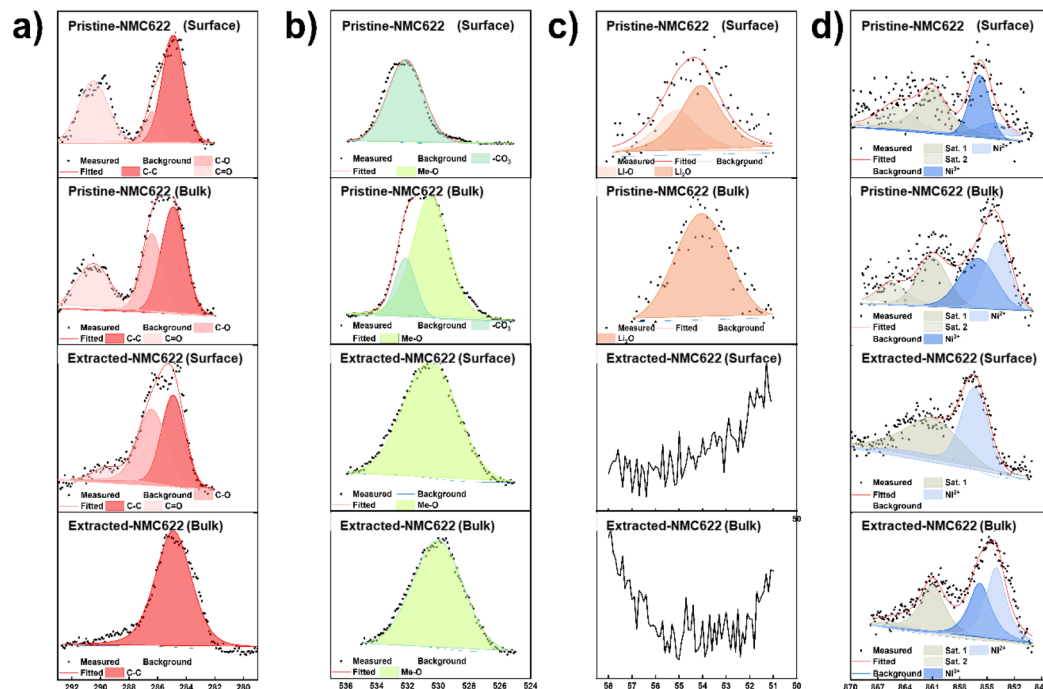 a)
Pristine-NMC622 (Surface)
Measured Background C-O
Fitted C-C C=O
Pristine-NMC622 (Bulk)
Measured Background C-O
Fitted C-C C=O
Extracted-NMC622 (Surface)
Measured Background C-O
Fitted C-C C=O
Extracted-NMC622 (Bulk)
Measured Background
Fitted C-C
292 290 288 286 284 282 280
b)
Pristine-NMC622 (Surface)
Measured Background -CO3
Fitted Me-O
Pristine-NMC622 (Bulk)
Measured Background -CO3
Fitted Me-O
Extracted-NMC622 (Surface)
Measured Background
Fitted Me-O
Extracted-NMC622 (Bulk)
Measured Background
Fitted Me-O
536 534 532 530 528 526 524
c)
Pristine-NMC622 (Surface)
Measured Fitted Background
Li-O Li2O
Pristine-NMC622 (Bulk)
Measured Fitted Background
Li2O
Extracted-NMC622 (Surface)
50
Extracted-NMC622 (Bulk)
58 57 56 55 54 53 52 51 50
d)
Pristine-NMC622 (Surface)
Measured Sat. 1 Ni2+
Fitted Sat. 2
Background Ni3+
Pristine-NMC622 (Bulk)
Measured Sat. 1 Ni2+
Fitted Sat. 2
Background Ni3+
Extracted-NMC622 (Surface)
Measured Sat. 1
Fitted Ni2+
Background
Extracted-NMC622 (Bulk)
Measured Sat. 1 Ni2+
Fitted Sat. 2
Background Ni3+
870 867 864 861 858 855 852